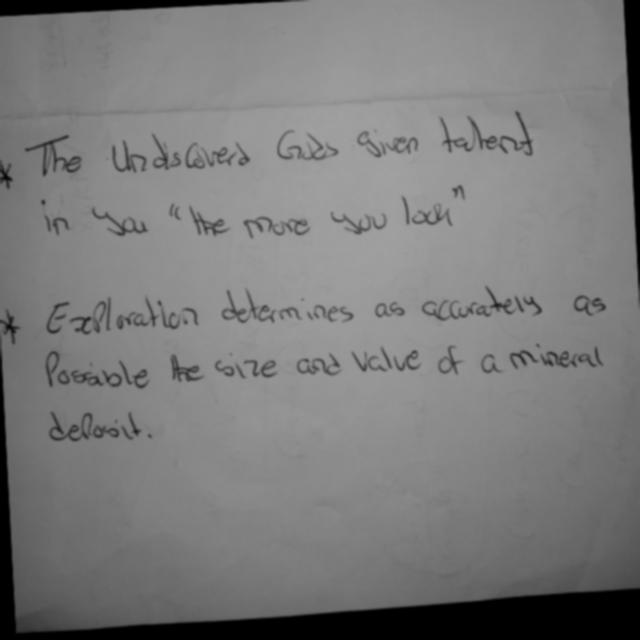 * The Undscoverd Gods given talent
in you "the more you look"
* Exploration determines as accurately as
Possible the size and value of a mineral
deposit.